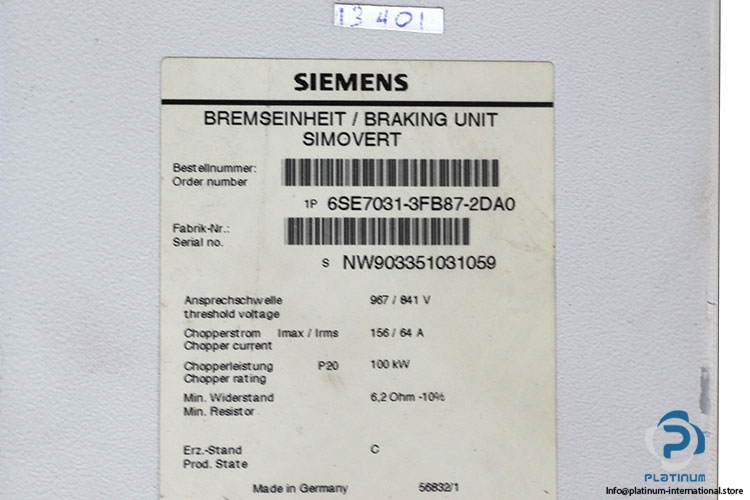 13401
SIEMENS
BREMSEINHEIT / BRAKING UNIT
SIMOVERT
Bestellnummer:
Order number
1P 6SE7031-3FB87-2DA0
Fabrik-Nr.:
Serial no.
S NW903351031059
Ansprechschwelle 967 / 841 V
threshold voltage
Chopperstrom Imax / Irms 156 / 64 A
Chopper current
Chopperleistung P20 100 kW
Chopper rating
Min. Widerstand 6,2 Ohm -10%
Min. Resistor
Erz.-Stand C
Prod. State
Made in Germany 56832/1
PLATINUM
Info@platinum-international.store